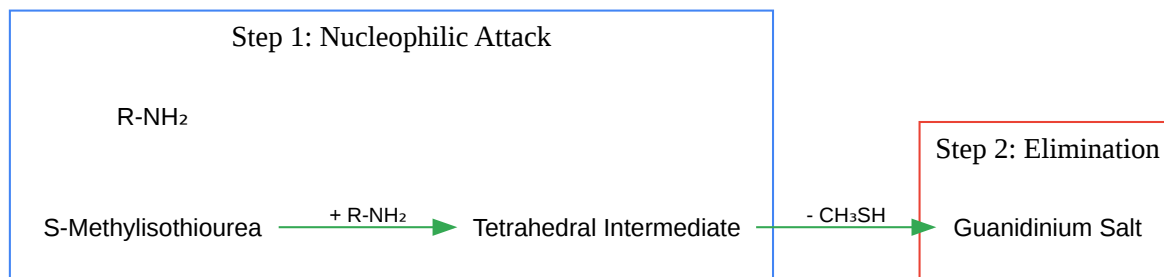 Step 1: Nucleophilic Attack
R-NH₂
Step 2: Elimination
S-Methylisothiourea
+ R-NH₂
Tetrahedral Intermediate
- CH₃SH
Guanidinium Salt